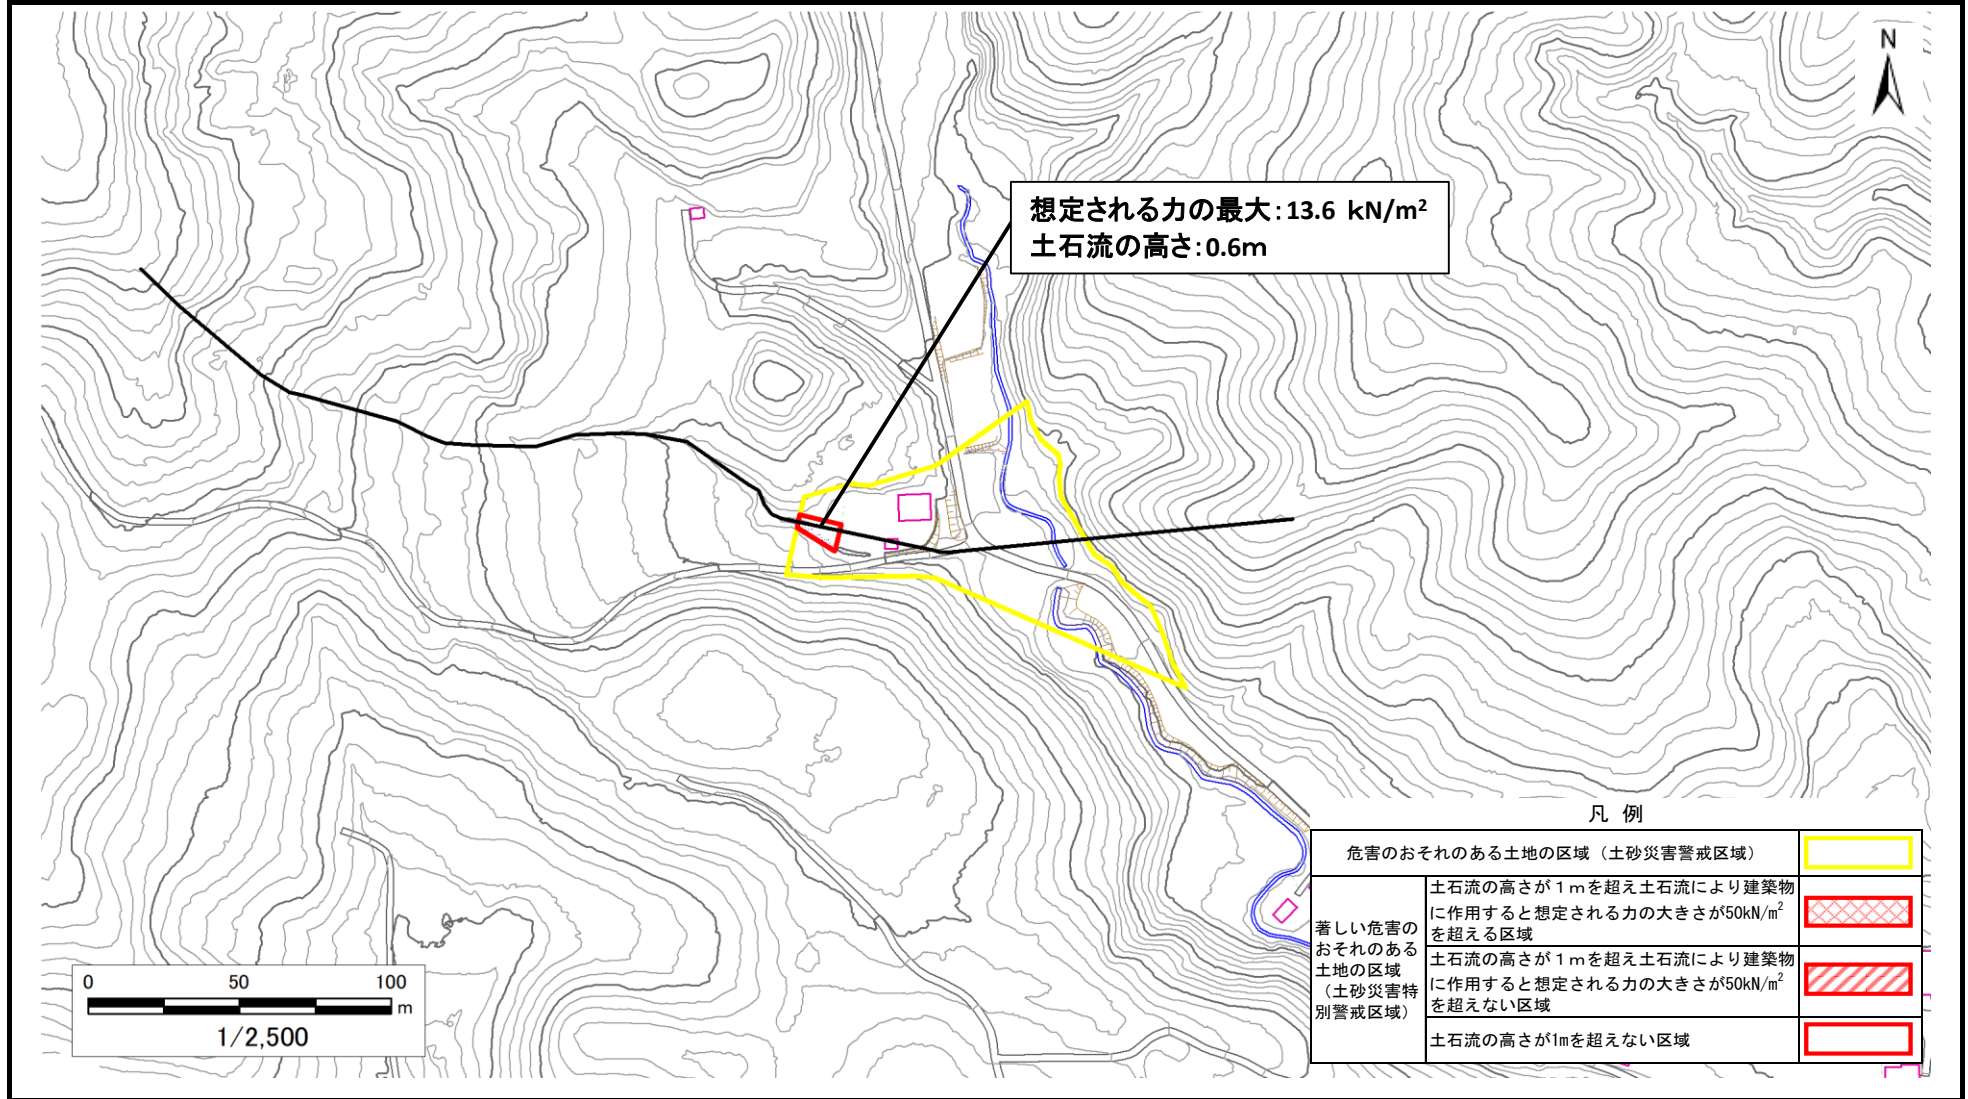 N
想定される力の最大：13.6 kN/m²
土石流の高さ：0.6m
凡 例
危害のおそれのある土地の区域（土砂災害警戒区域）
著しい危害の
おそれのある
土地の区域
（土砂災害特
別警戒区域）
土石流の高さが１ｍを超え土石流により建築物
に作用すると想定される力の大きさが50kN/m²
を超える区域
土石流の高さが１ｍを超え土石流により建築物
に作用すると想定される力の大きさが50kN/m²
を超えない区域
土石流の高さが1mを超えない区域
0 50 100
m
1/2,500